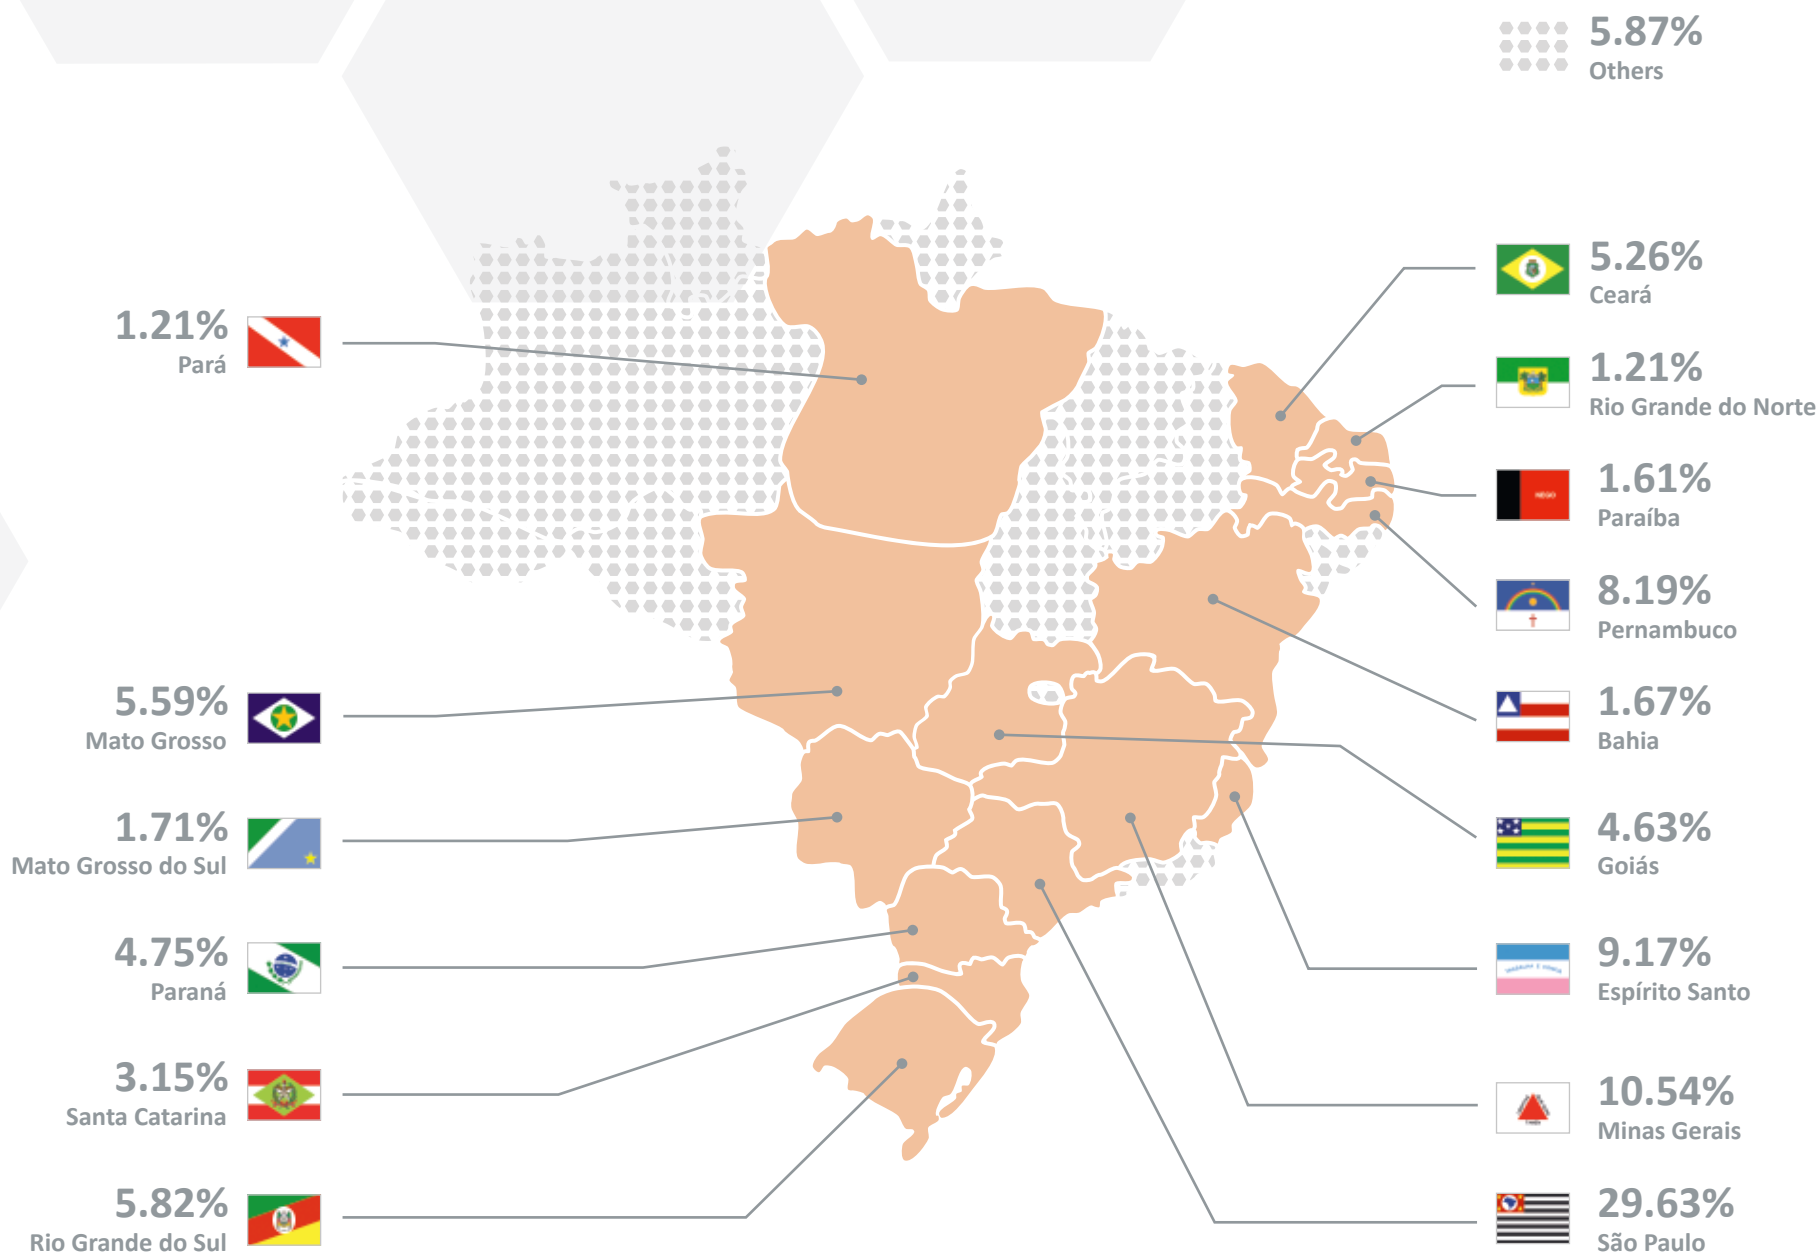 5.87%
Others
1.21%
Pará
5.59%
Mato Grosso
1.71%
Mato Grosso do Sul
4.75%
Paraná
3.15%
Santa Catarina
5.82%
Rio Grande do Sul
5.26%
Ceará
1.21%
Rio Grande do Norte
1.61%
Paraíba
NEGO
8.19%
Pernambuco
1.67%
Bahia
4.63%
Goiás
9.17%
Espírito Santo
10.54%
Minas Gerais
29.63%
São Paulo